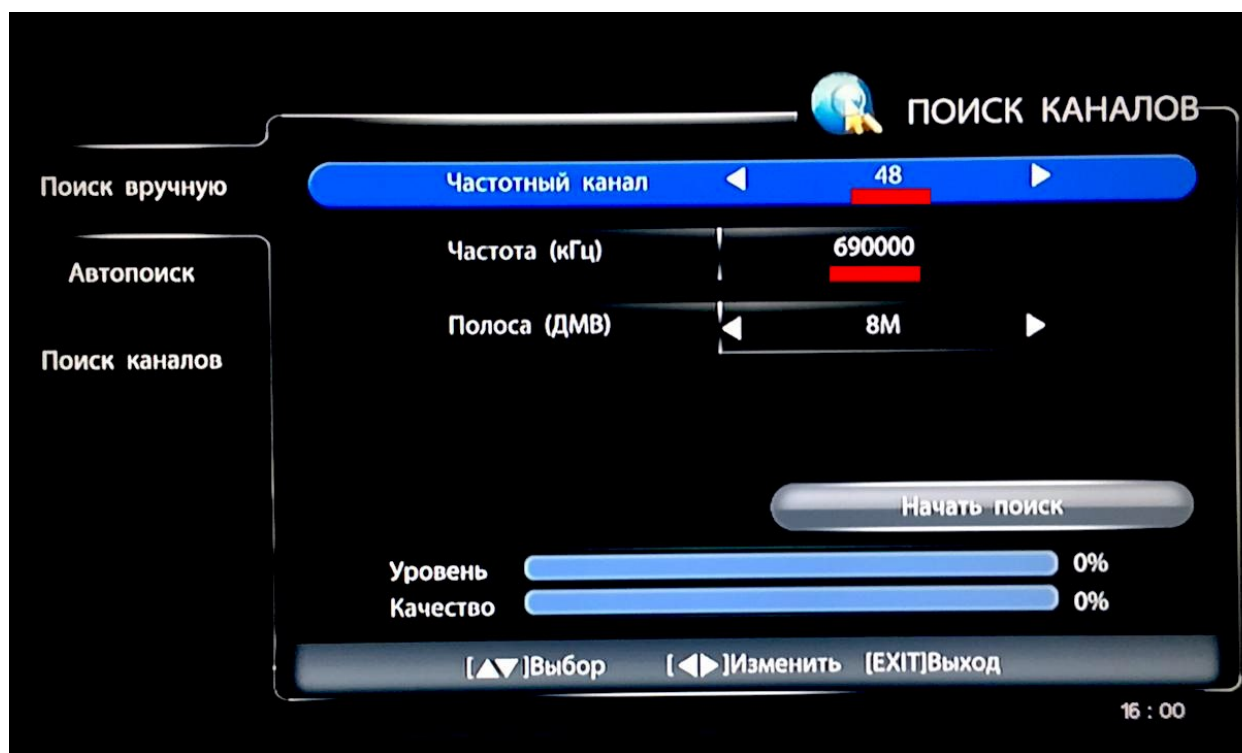 ПОИСК КАНАЛОВ
Поиск вручную
Автопоиск
Поиск каналов
Частотный канал 48
Частота (кГц) 690000
Полоса (ДМВ) 8М
Начать поиск
Уровень 0%
Качество 0%
[▲▼]Выбор [◀▶]Изменить [EXIT]Выход
16 : 00